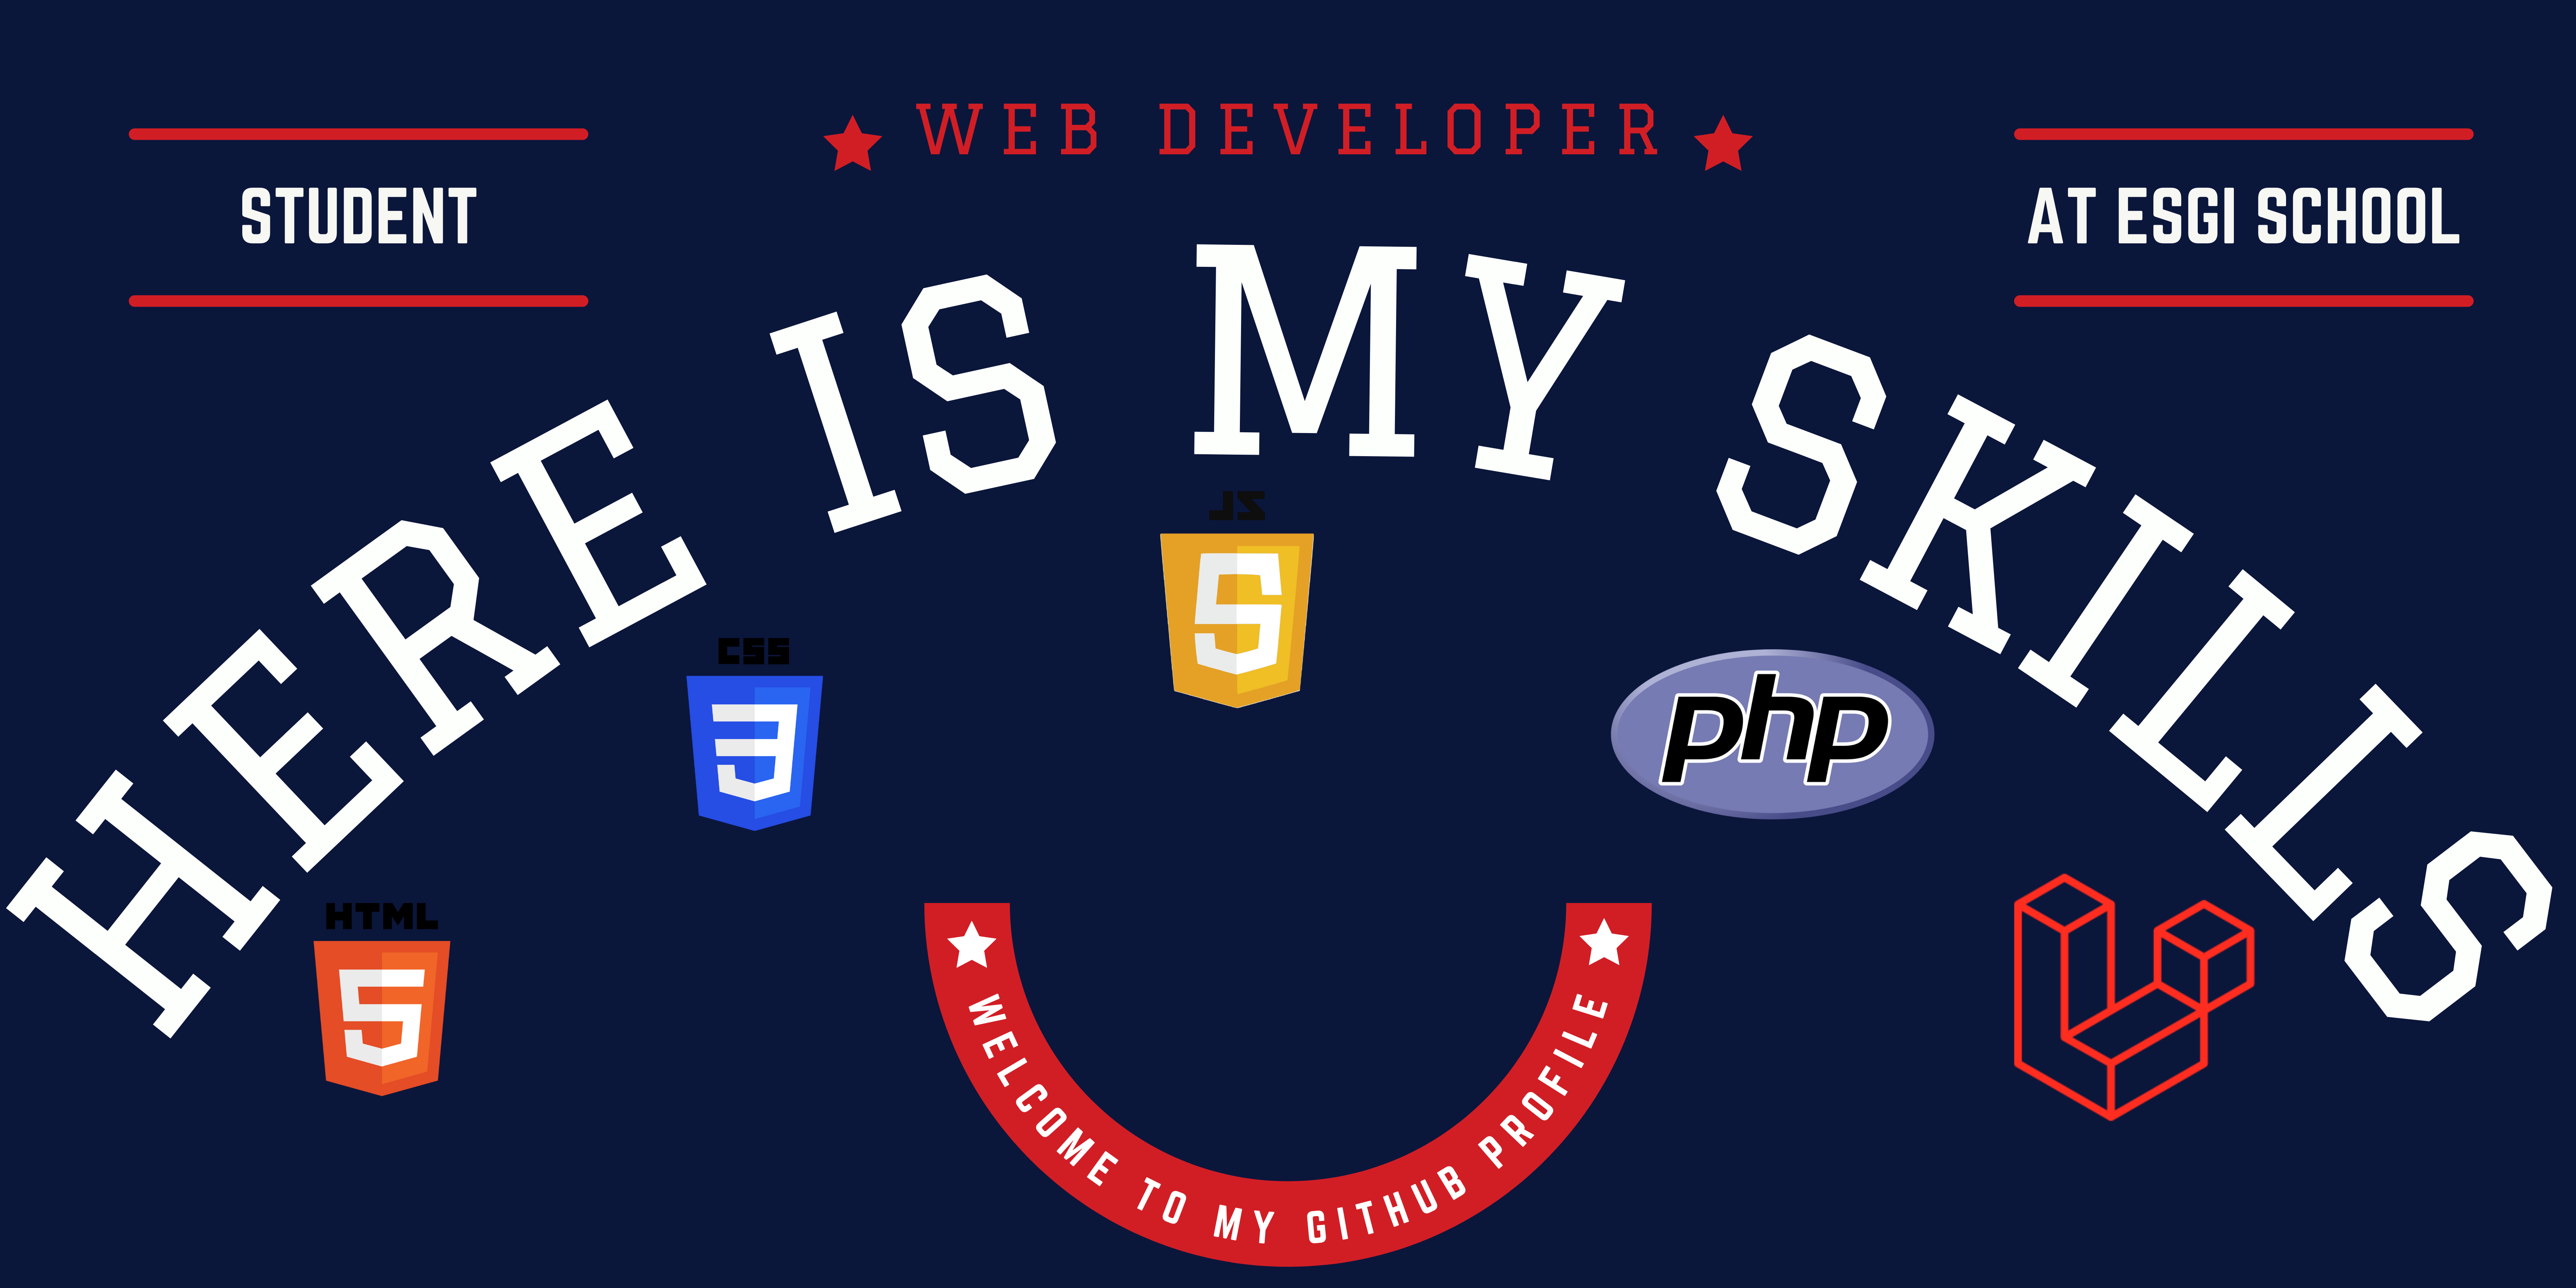 WEB DEVELOPER
STUDENT
AT ESGI SCHOOL
HERE IS MY SKILLS
JS
CSS
php
HTML
WELCOME TO MY GITHUB PROFILE